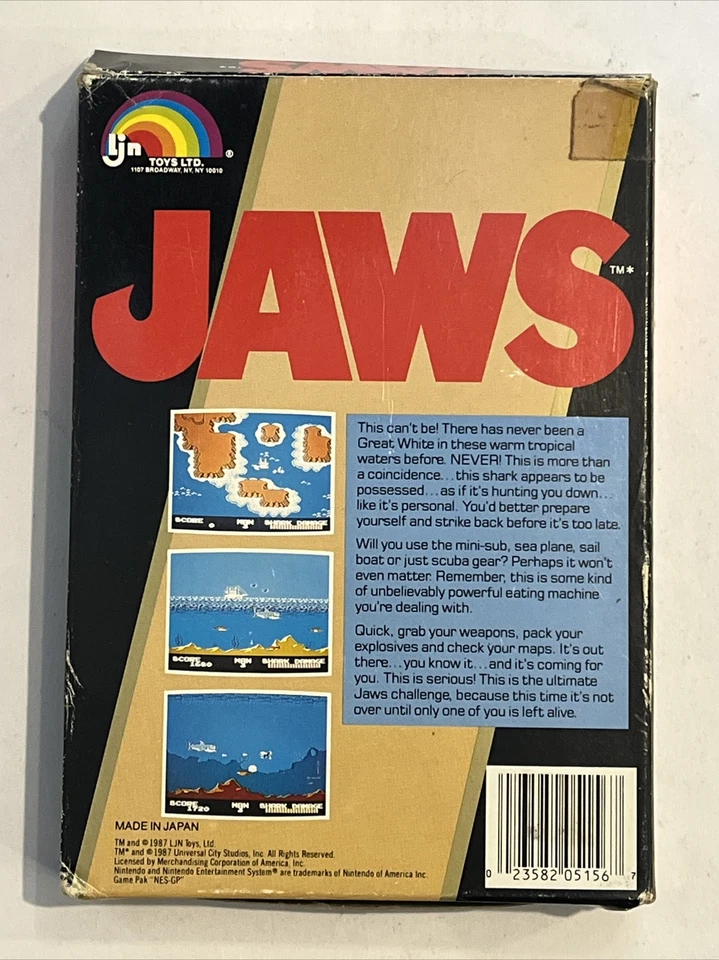 LJn
TOYS LTD. ®
1107 BROADWAY, NY, NY 10010
JAWS
TM*
This can't be! There has never been a
Great White in these warm tropical
waters before. NEVER! This is more than
a coincidence...this shark appears to be
possessed...as if it's hunting you down...
like it's personal. You'd better prepare
yourself and strike back before it's too late.
Will you use the mini-sub, sea plane, sail
boat or just scuba gear? Perhaps it won't
even matter. Remember, this is some kind
of unbelievably powerful eating machine
you're dealing with.
Quick, grab your weapons, pack your
explosives and check your maps. It's out
there...you know it...and it's coming for
you. This is serious! This is the ultimate
Jaws challenge, because this time it's not
over until only one of you is left alive.
SCORE MAN SHARK DAMAGE
0 3
SCORE MAN SHARK DAMAGE
1680 3
SCORE MAN SHARK DAMAGE
1720 3
MADE IN JAPAN
TM and © 1987 LJN Toys, Ltd.
TM* and © 1987 Universal City Studios, Inc. All Rights Reserved.
Licensed by Merchandising Corporation of America, Inc.
Nintendo and Nintendo Entertainment System® are trademarks of Nintendo of America Inc.
Game Pak "NES-GP"
0 23582 05156 7